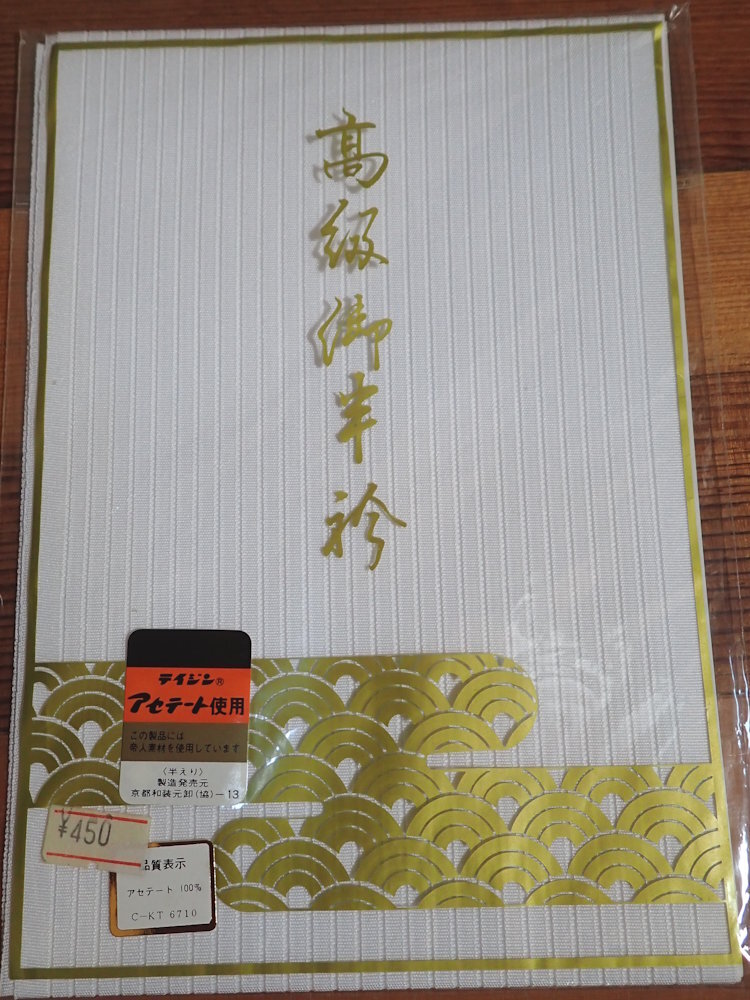 高級御半衿
テイジン®
アセテート使用
この製品には
帝人素材を使用しています
〈半えり〉
製造発売元
京都和装元卸(協)－13
¥450
品質表示
アセテート 100%
C-KT 6710